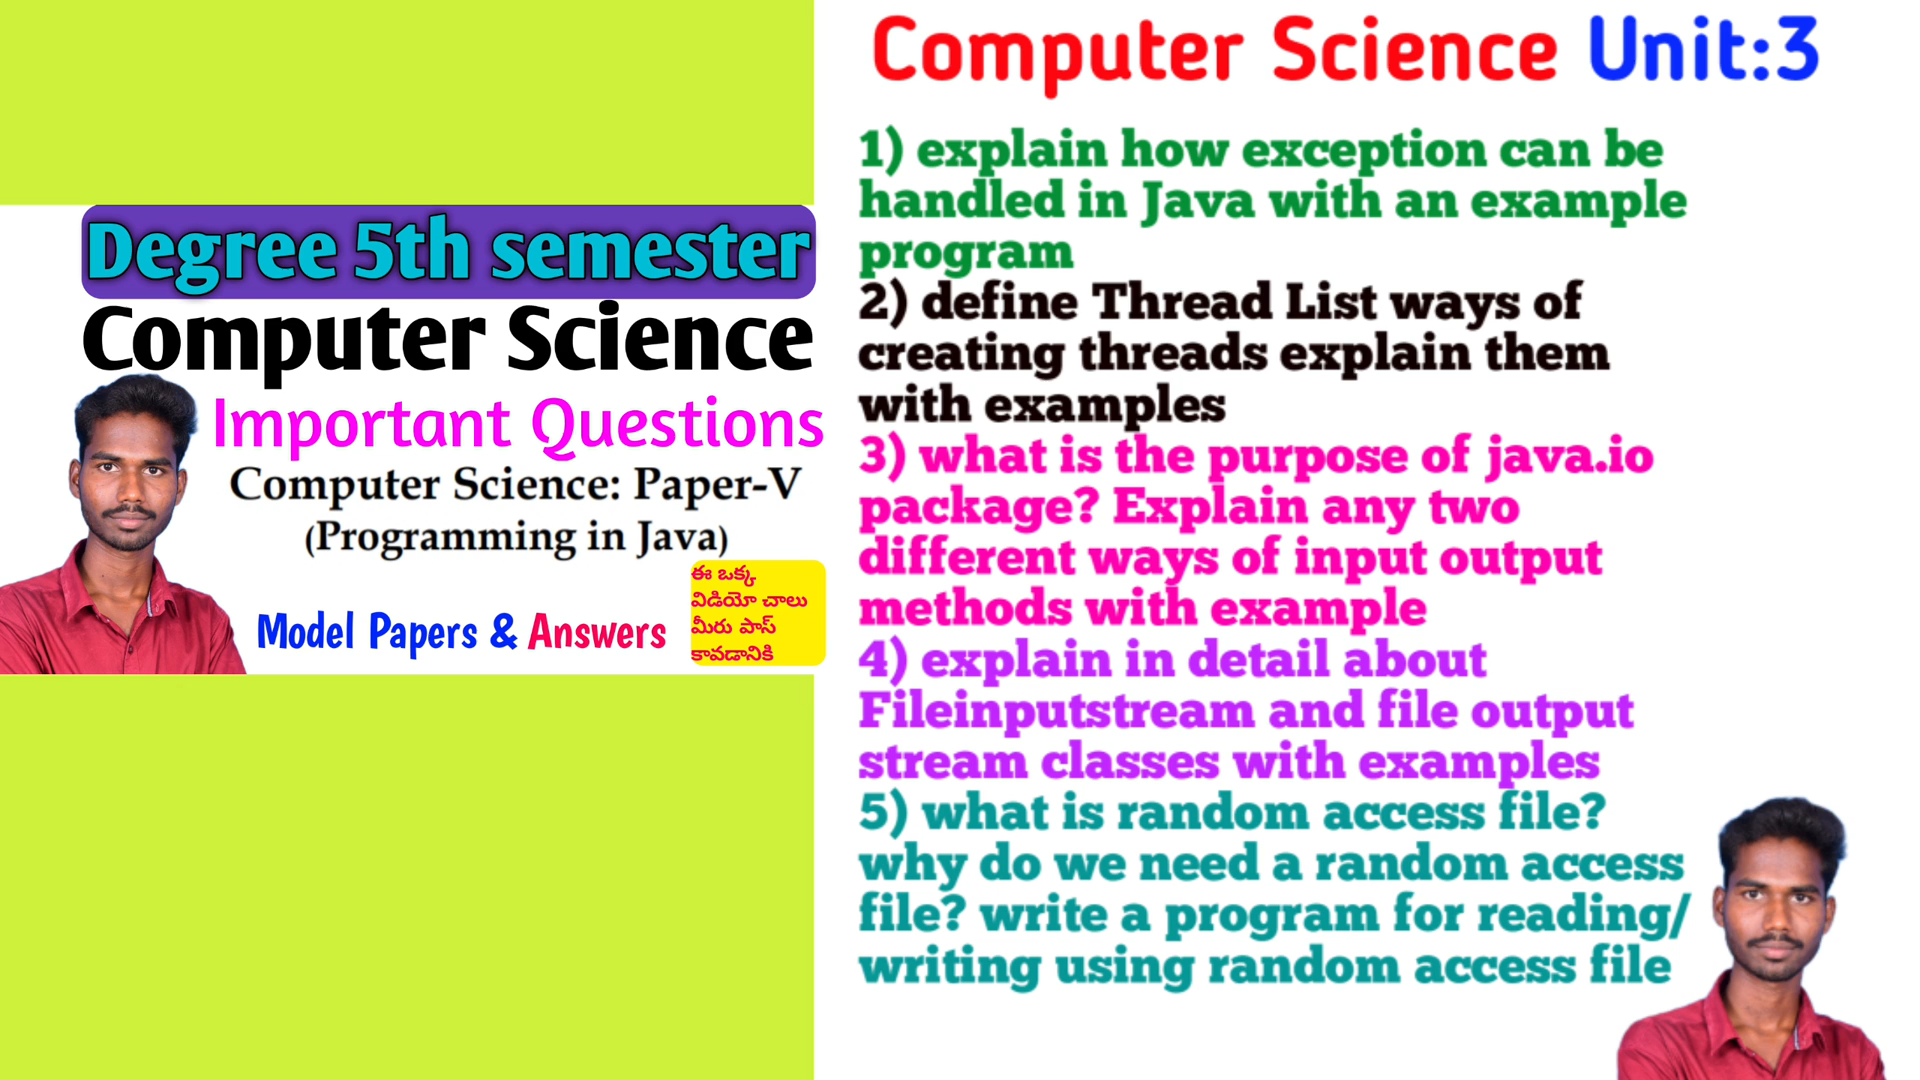 Degree 5th semester
Computer Science
Important Questions
Computer Science: Paper-V
(Programming in Java)
Model Papers & Answers
ఈ ఒక్క
విడియో చాలు
మీరు పాస్
కావడానికి
Computer Science Unit:3
1) explain how exception can be
handled in Java with an example
program
2) define Thread List ways of
creating threads explain them
with examples
3) what is the purpose of java.io
package? Explain any two
different ways of input output
methods with example
4) explain in detail about
Fileinputstream and file output
stream classes with examples
5) what is random access file?
why do we need a random access
file? write a program for reading/
writing using random access file